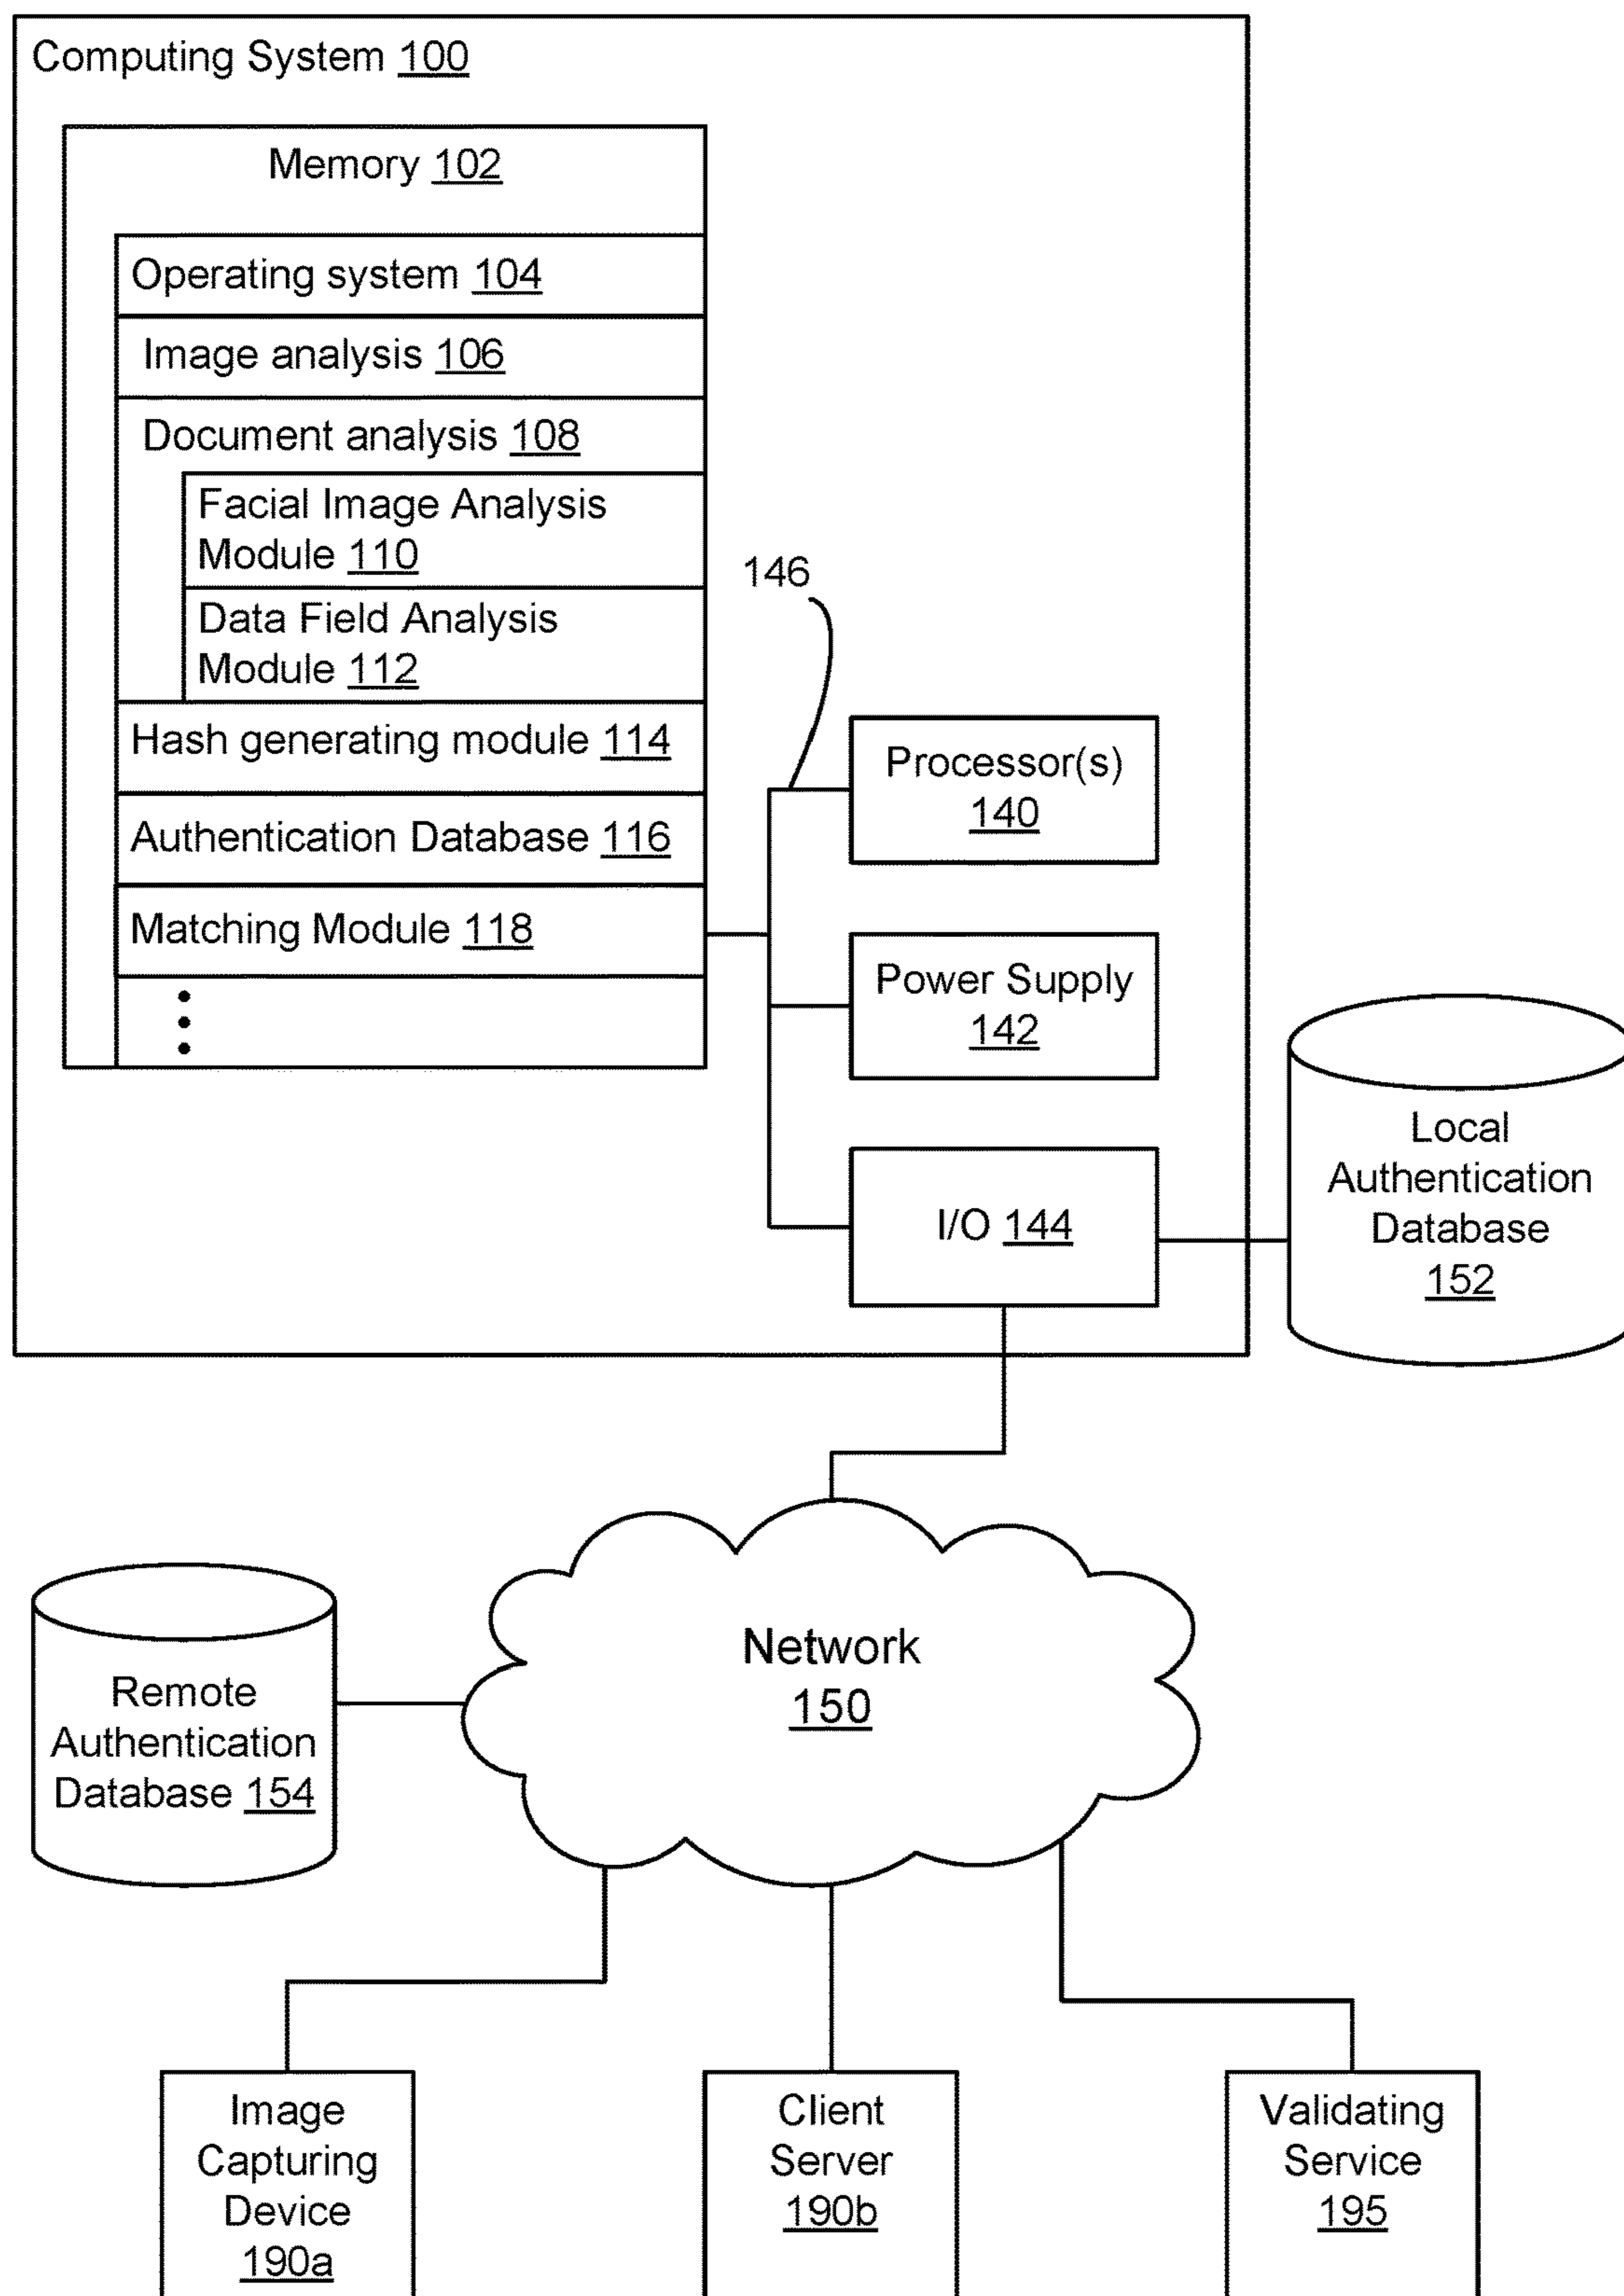 Computing System 100
Memory 102
Operating system 104
Image analysis 106
Document analysis 108
Facial Image Analysis
Module 110
Data Field Analysis
Module 112
Hash generating module 114
Authentication Database 116
Matching Module 118
146
Processor(s)
140
Power Supply
142
I/O 144
Local
Authentication
Database
152
Network
150
Remote
Authentication
Database 154
Image
Capturing
Device
190a
Client
Server
190b
Validating
Service
195